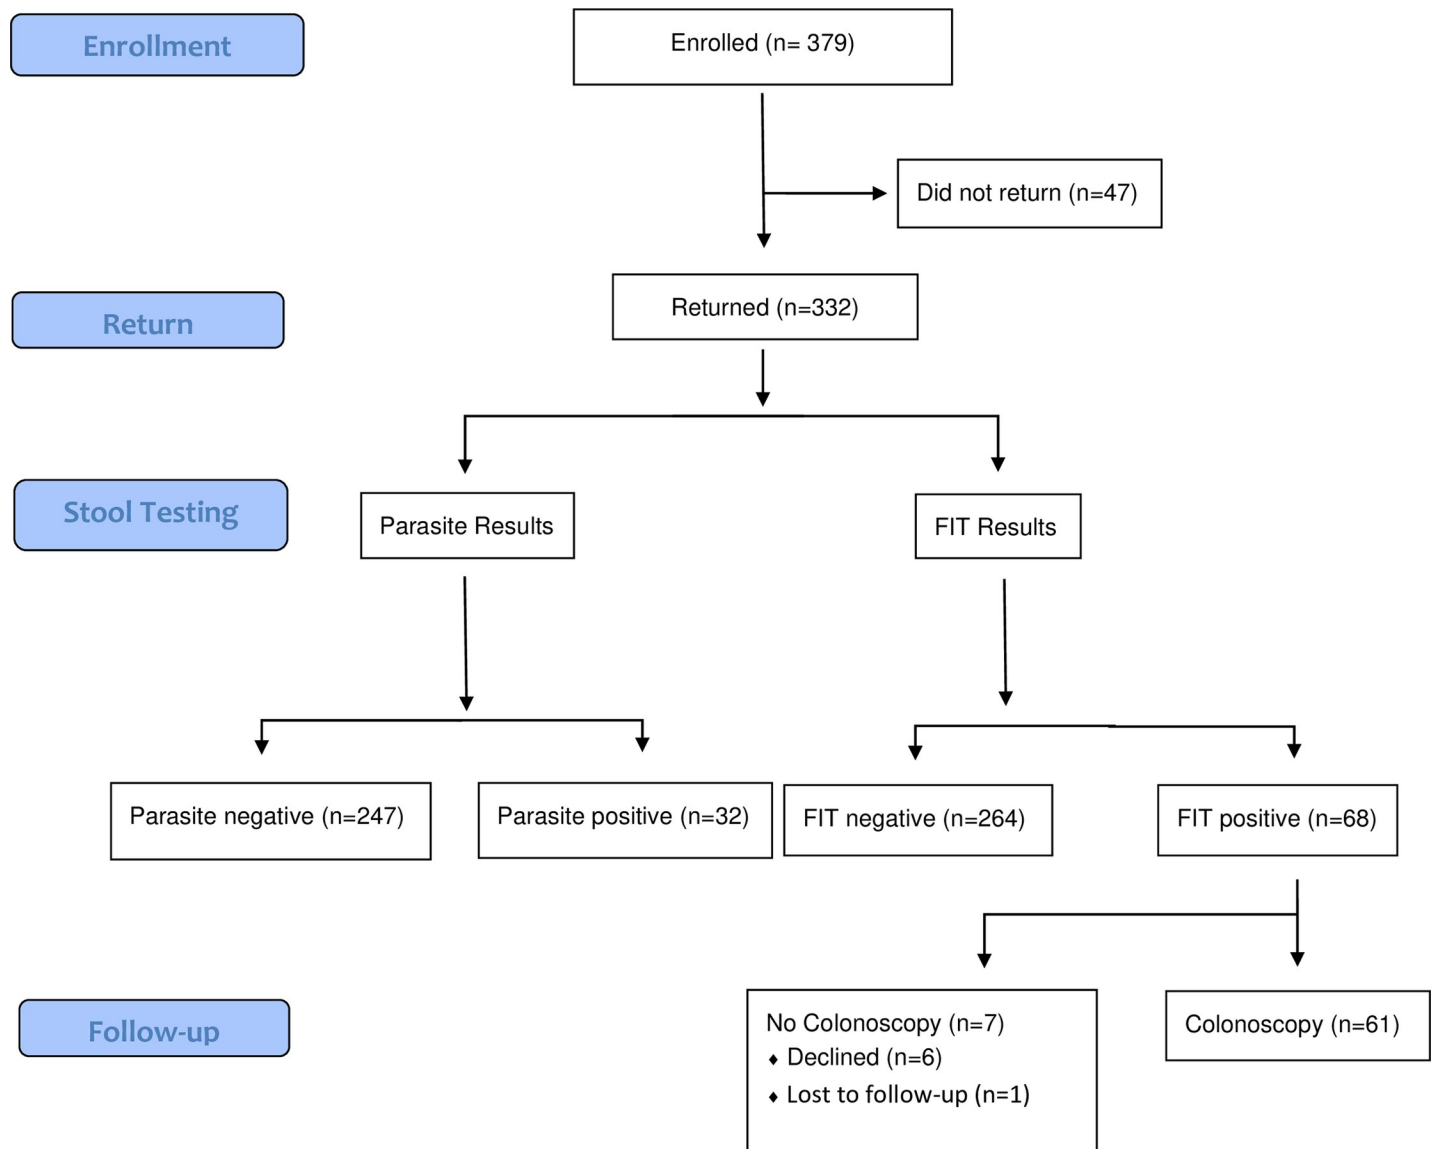 Enrollment
Enrolled (n= 379)
Did not return (n=47)
Return
Returned (n=332)
Stool Testing
Parasite Results
FIT Results
Parasite negative (n=247)
Parasite positive (n=32)
FIT negative (n=264)
FIT positive (n=68)
Follow-up
No Colonoscopy (n=7)
♦ Declined (n=6)
♦ Lost to follow-up (n=1)
Colonoscopy (n=61)